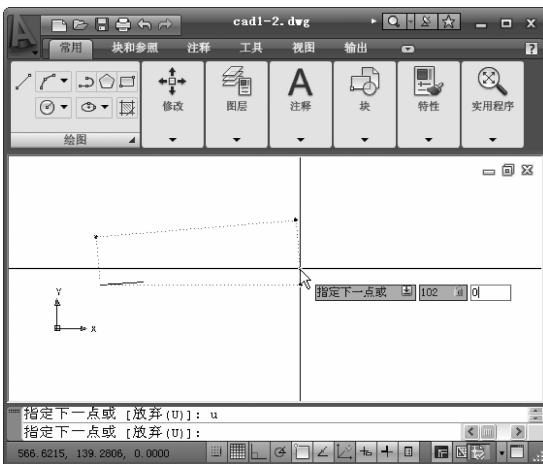 cad1-2.dwg
常用 块和参照 注释 工具 视图 输出
修改 图层 注释 块 特性 实用程序
绘图
Y
X
指定下一点或 102 0
指定下一点或 [放弃(U)]: u
指定下一点或 [放弃(U)]:
566.6215, 139.2806, 0.0000